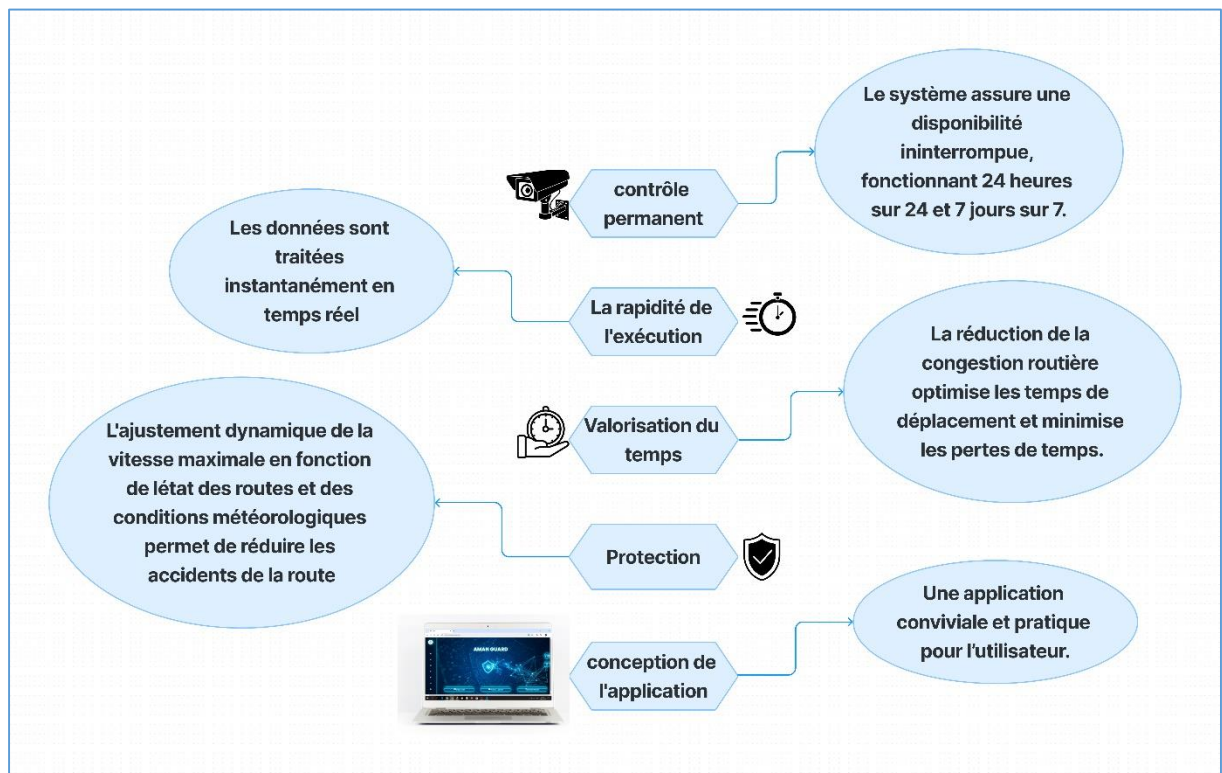 Le système assure une
disponibilité
ininterrompue,
fonctionnant 24 heures
sur 24 et 7 jours sur 7.
contrôle
permanent
Les données sont
traitées
instantanément en
temps réel
La rapidité de
l'exécution
La réduction de la
congestion routière
optimise les temps de
déplacement et minimise
les pertes de temps.
Valorisation du
temps
L'ajustement dynamique de la
vitesse maximale en fonction
de létat des routes et des
conditions météorologiques
permet de réduire les
accidents de la route
Protection
Une application
conviviale et pratique
pour l'utilisateur.
conception de
l'application
AMAN GUARD